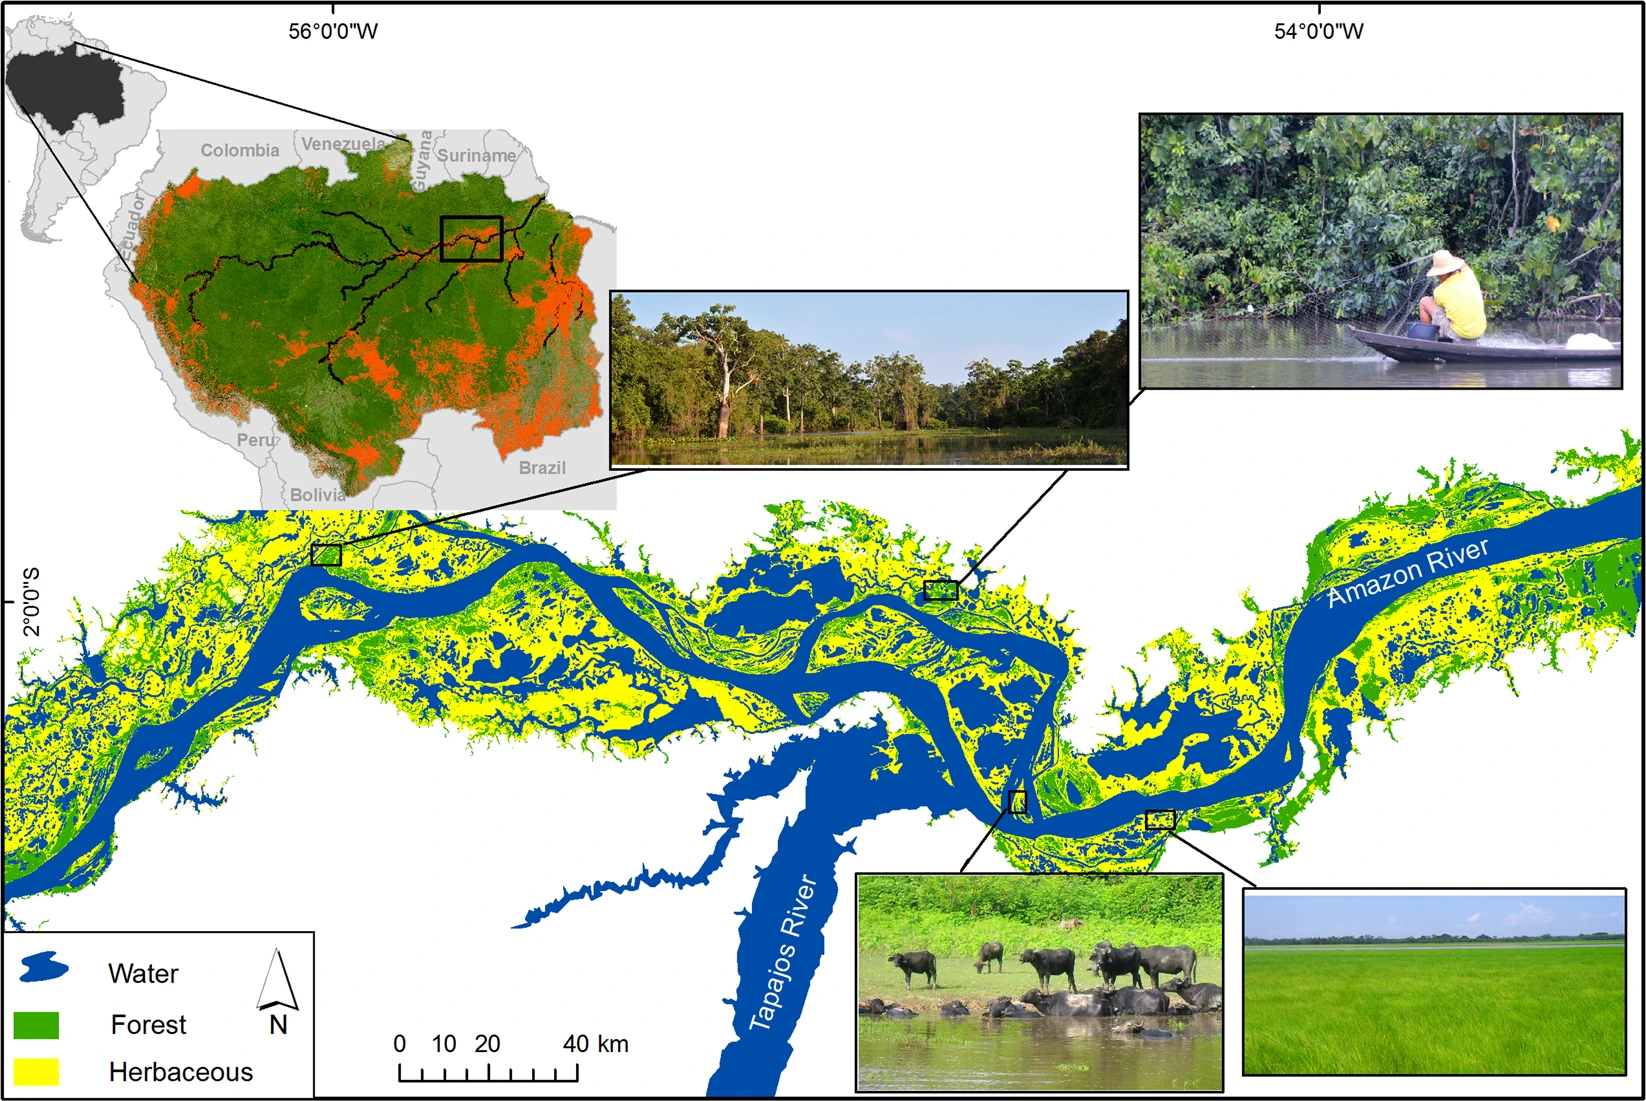 56°0'0"W
54°0'0"W
Colombia
Venezuela
Guyana
Suriname
Ecuador
Peru
Brazil
Bolivia
2°0'0"S
Amazon River
Tapajos River
Water
Forest
Herbaceous
N
0 10 20 40 km